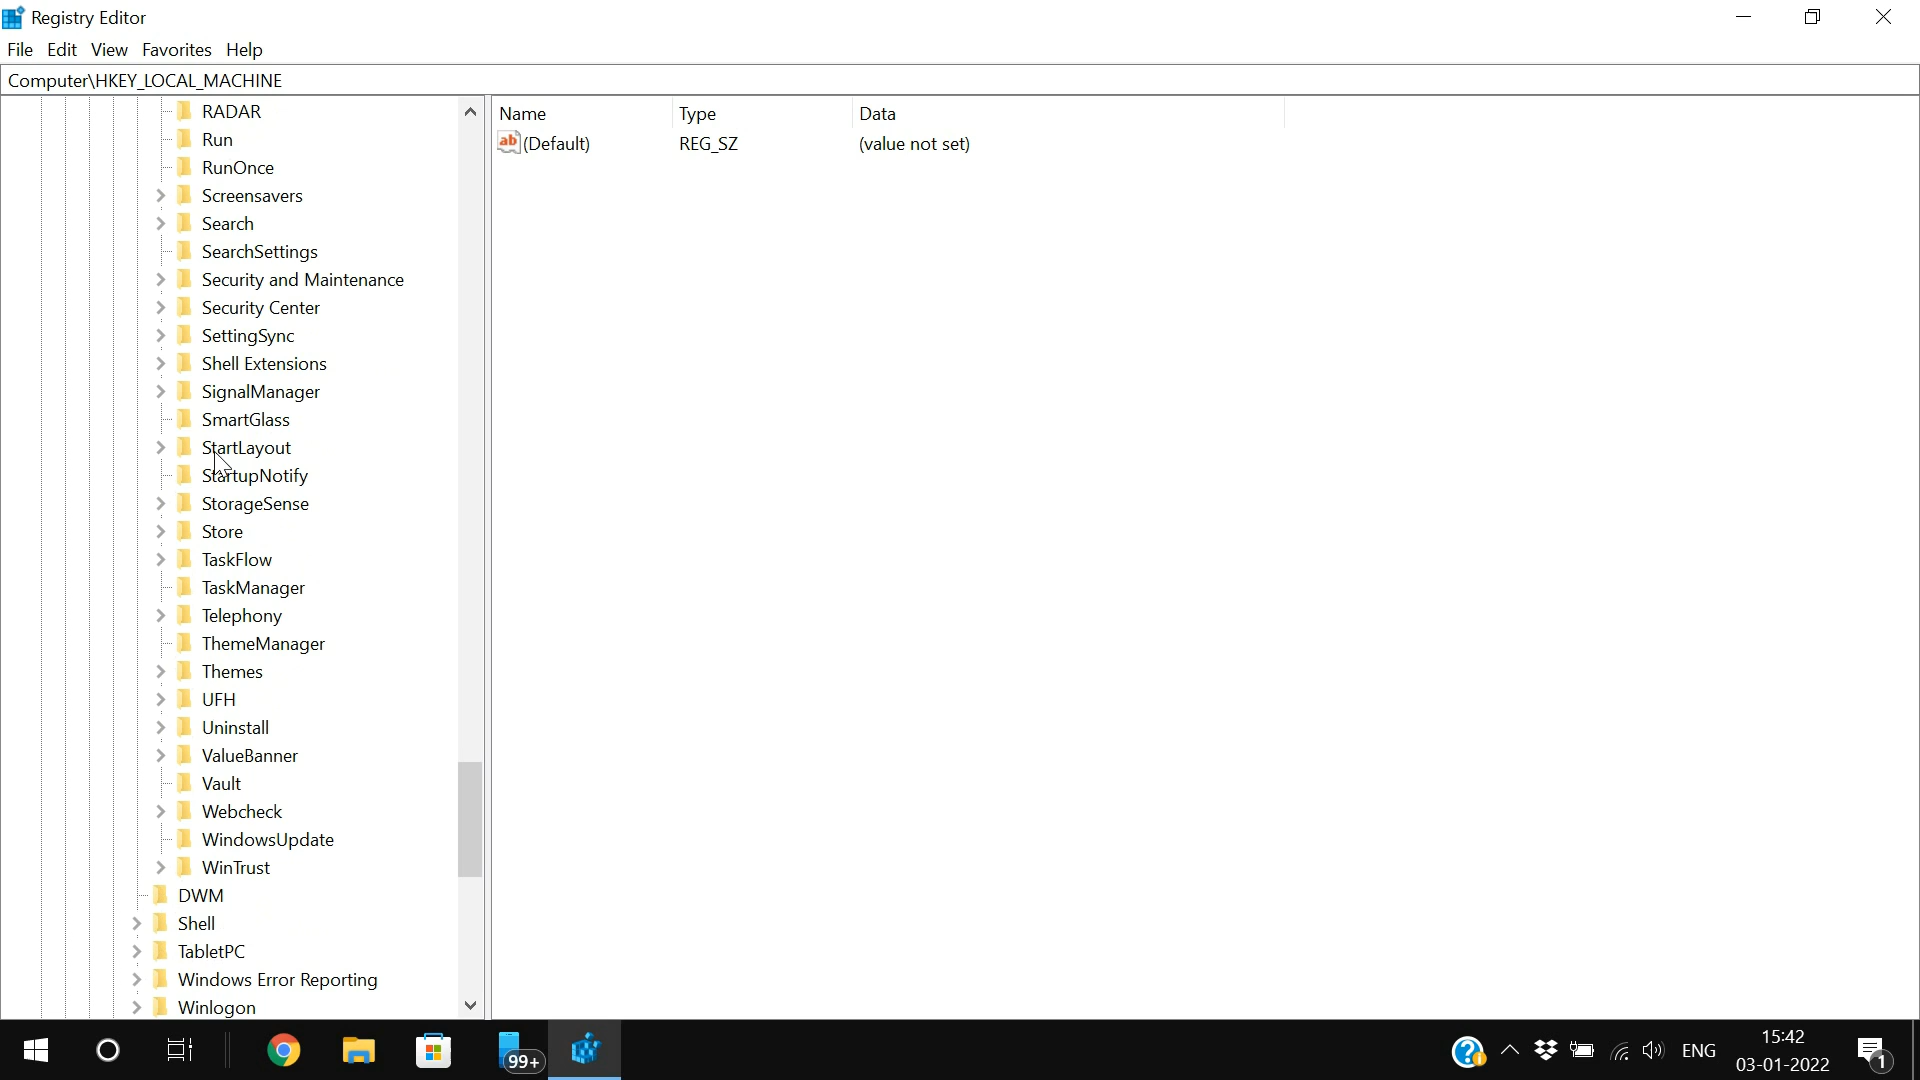 Registry Editor
File Edit View Favorites Help
Computer\HKEY_LOCAL_MACHINE
RADAR
Run
RunOnce
Screensavers
Search
SearchSettings
Security and Maintenance
Security Center
SettingSync
Shell Extensions
SignalManager
SmartGlass
StartLayout
StartupNotify
StorageSense
Store
TaskFlow
TaskManager
Telephony
ThemeManager
Themes
UFH
Uninstall
ValueBanner
Vault
Webcheck
WindowsUpdate
WinTrust
DWM
Shell
TabletPC
Windows Error Reporting
Winlogon
Name Type Data
ab (Default) REG_SZ (value not set)
99+
ENG
15:42
03-01-2022
1